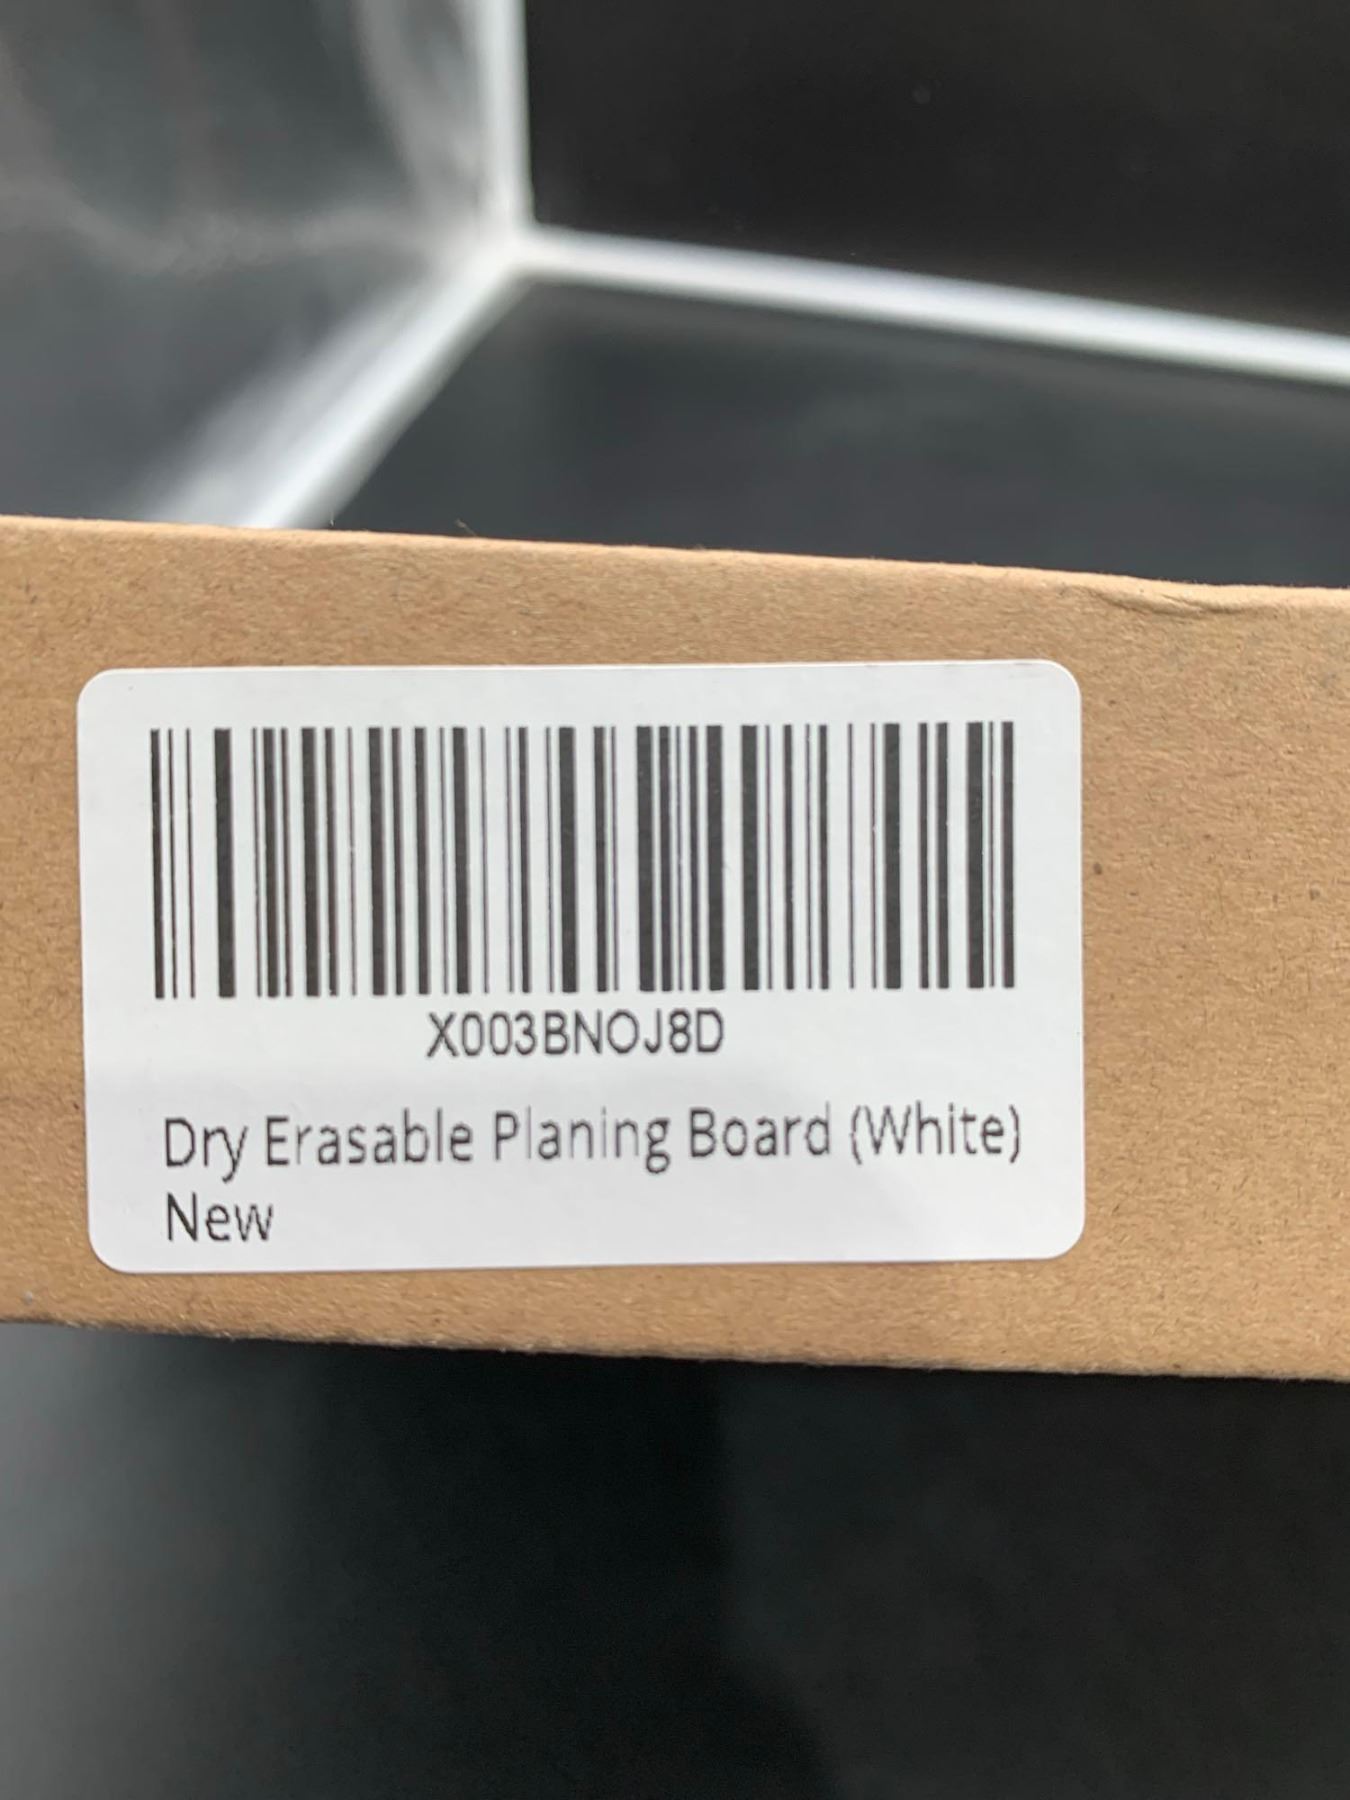 X003BNOJ8D
Dry Erasable Planing Board (White)
New